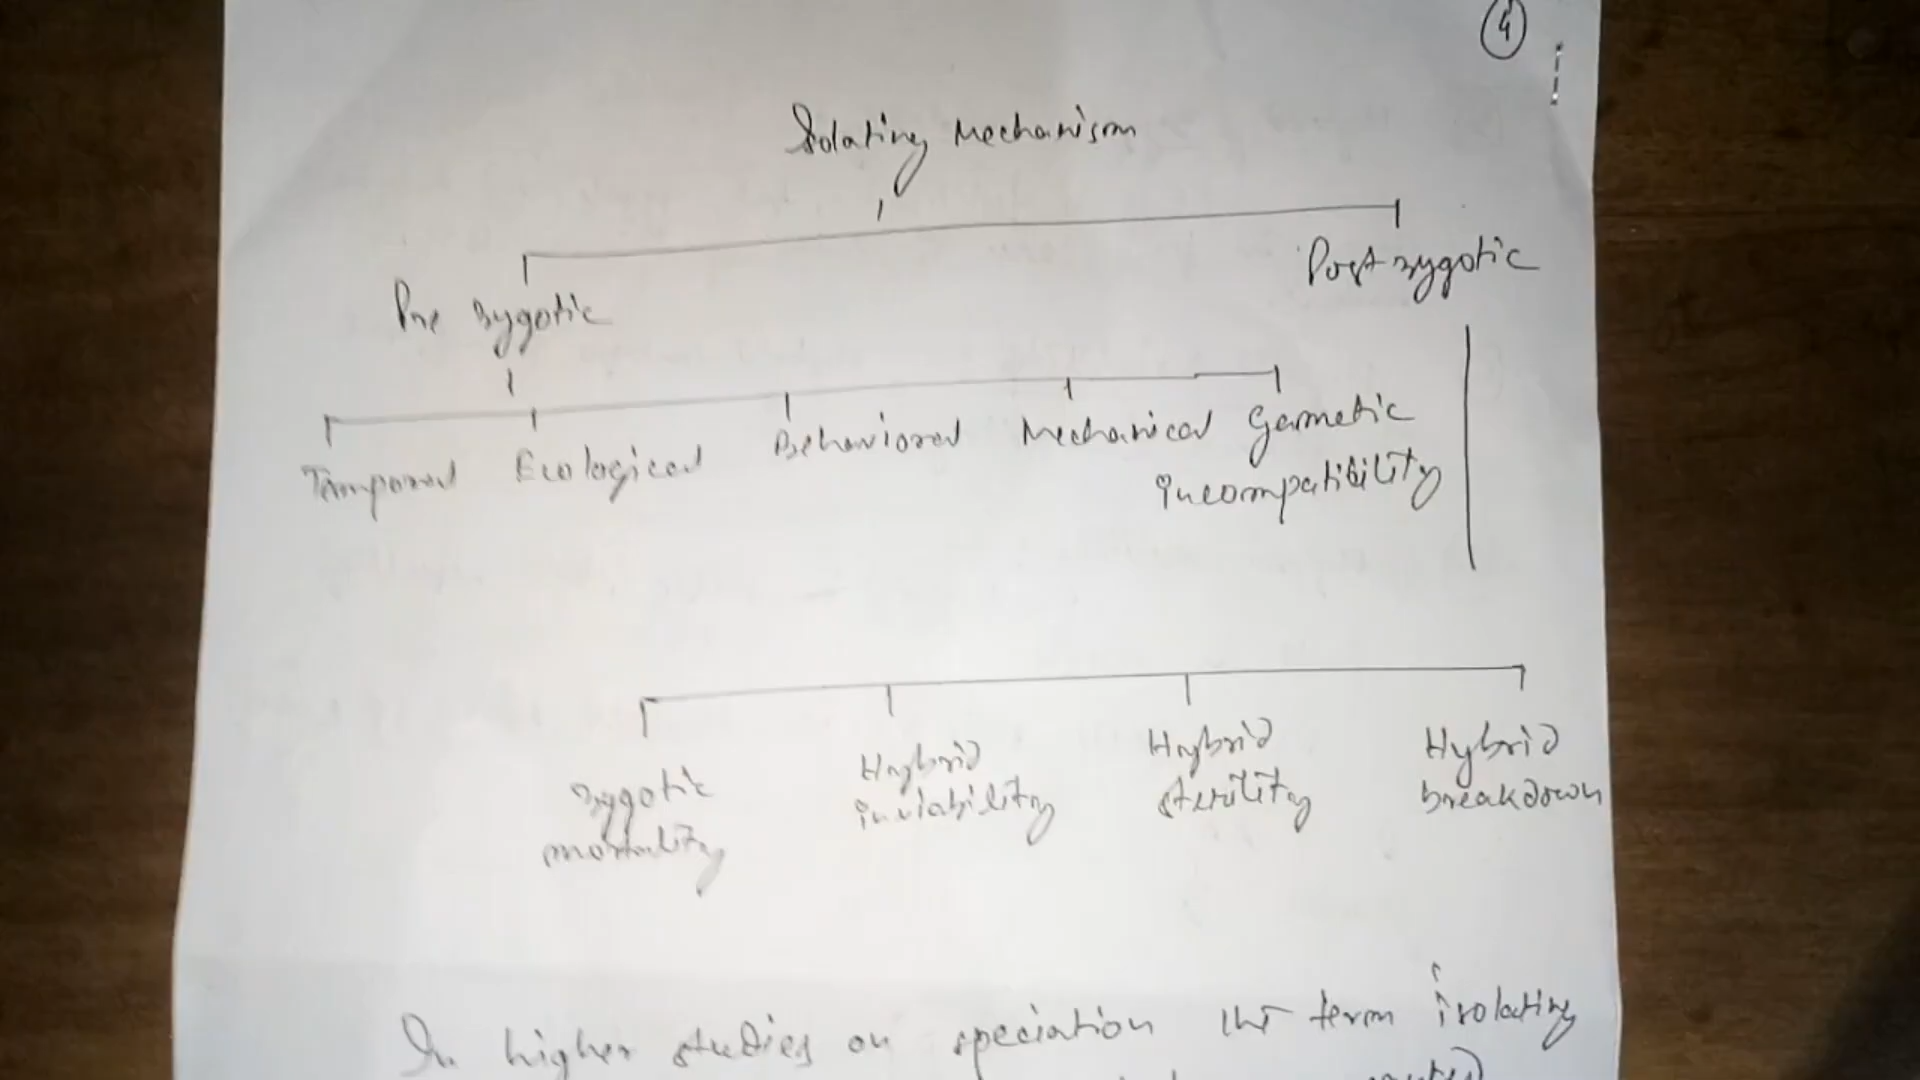 4
Isolating Mechanism
Post zygotic
Pre zygotic
Temporal Ecological Behavioral Mechanical Gametic
incompatibility
Zygotic Hybrid Hybrid Hybrid
mortality inviability sterility breakdown
In higher studies on speciation the term isolating